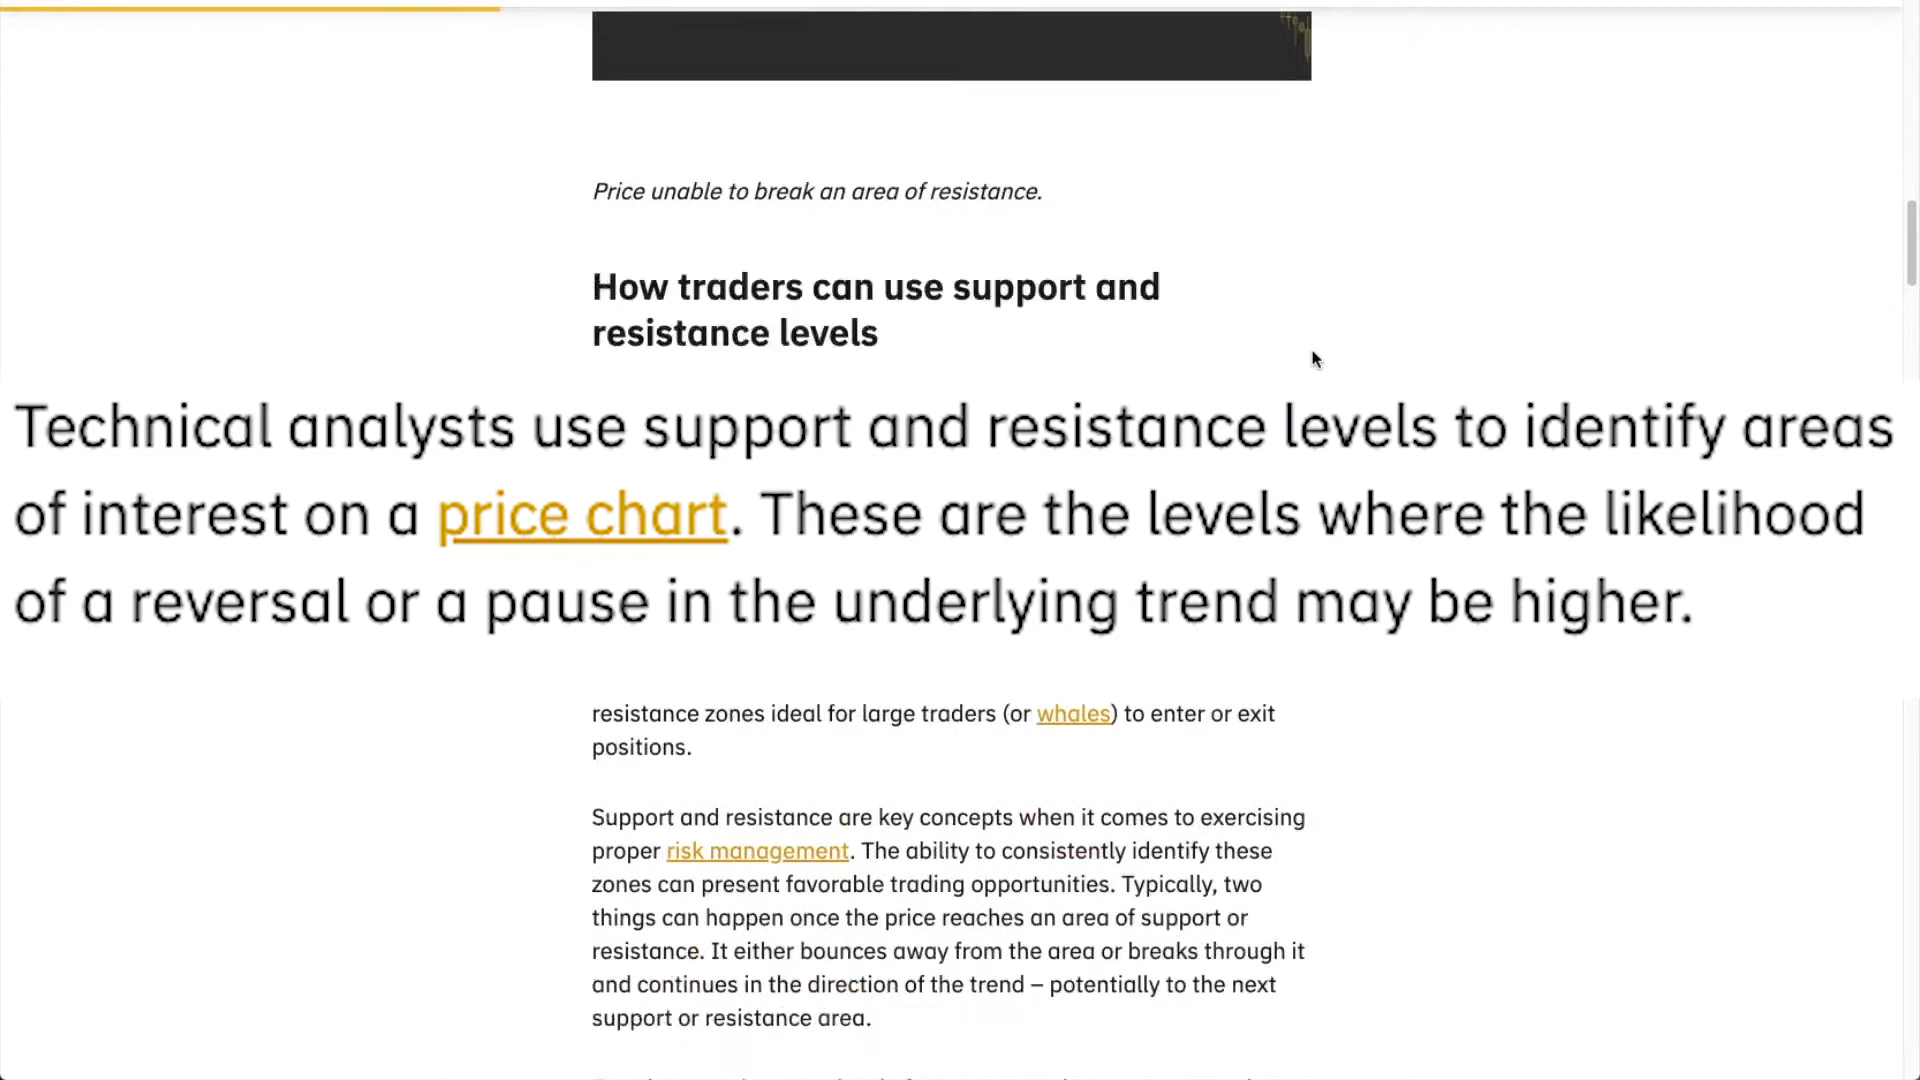 Price unable to break an area of resistance.
How traders can use support and
resistance levels
Technical analysts use support and resistance levels to identify areas
of interest on a price chart. These are the levels where the likelihood
of a reversal or a pause in the underlying trend may be higher.
resistance zones ideal for large traders (or whales) to enter or exit
positions.
Support and resistance are key concepts when it comes to exercising
proper risk management. The ability to consistently identify these
zones can present favorable trading opportunities. Typically, two
things can happen once the price reaches an area of support or
resistance. It either bounces away from the area or breaks through it
and continues in the direction of the trend – potentially to the next
support or resistance area.